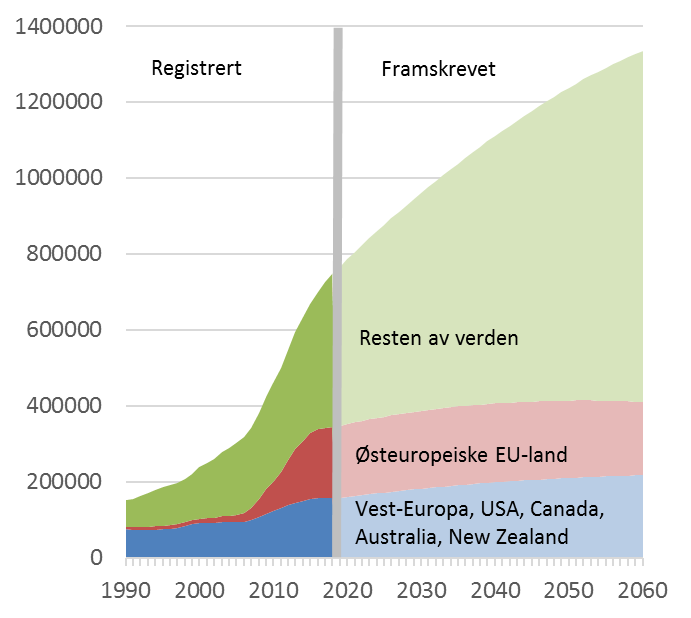 1400000
Registrert
Framskrevet
1200000
1000000
800000
600000
Resten av verden
400000
Østeuropeiske EU-land
200000
Vest-Europa, USA, Canada,
Australia, New Zealand
0
1990 2000 2010 2020 2030 2040 2050 2060